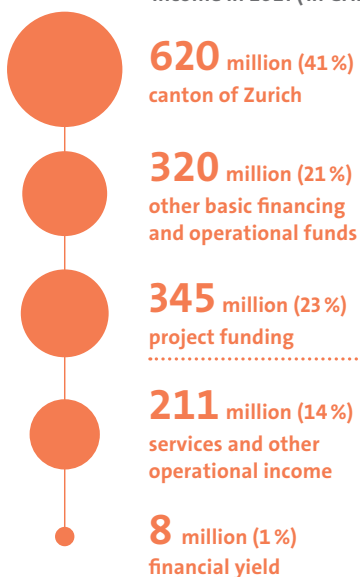 620 million (41 %)
canton of Zurich
320 million (21 %)
other basic financing
and operational funds
345 million (23 %)
project funding
211 million (14 %)
services and other
operational income
8 million (1 %)
financial yield